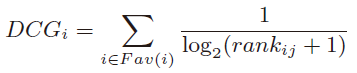 $DCG_i = \sum_{i \in Fav(i)} \frac{1}{\log_2(rank_{ij} + 1)}$